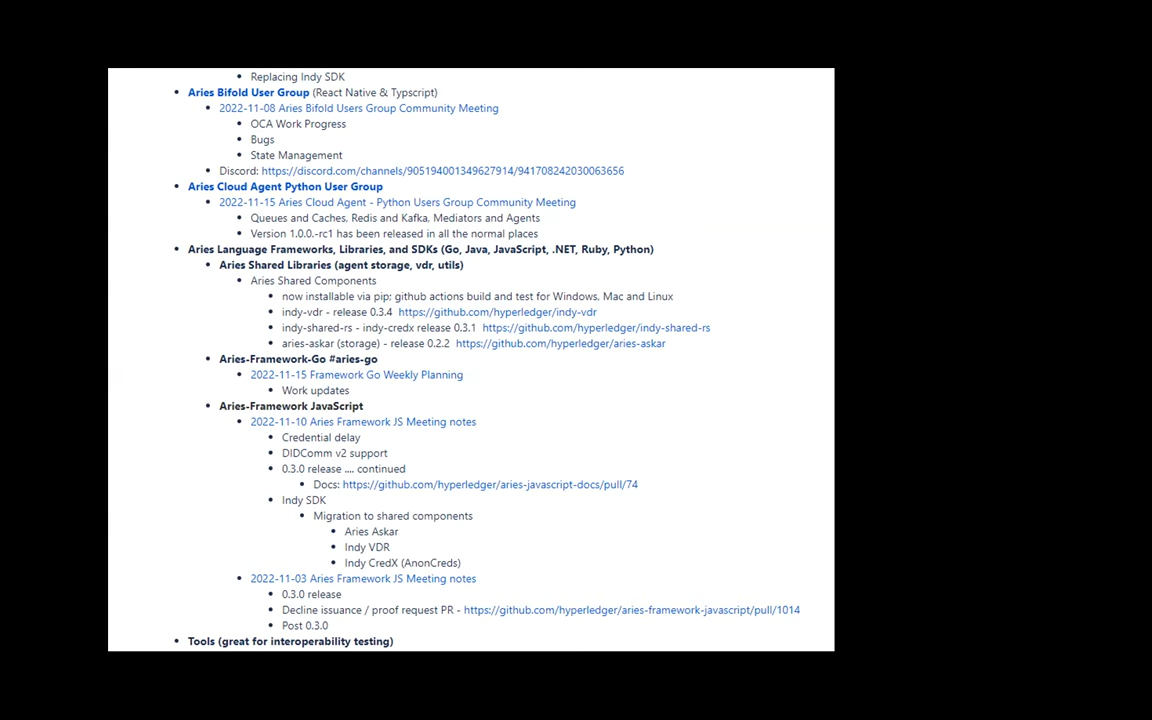 Replacing Indy SDK
Aries Bifold User Group (React Native & Typscript)
2022-11-08 Aries Bifold Users Group Community Meeting
OCA Work Progress
Bugs
State Management
Discord: https://discord.com/channels/905194001349627914/941708242030063656
Aries Cloud Agent Python User Group
2022-11-15 Aries Cloud Agent - Python Users Group Community Meeting
Queues and Caches, Redis and Kafka, Mediators and Agents
Version 1.0.0.-rc1 has been released in all the normal places
Aries Language Frameworks, Libraries, and SDKs (Go, Java, JavaScript, .NET, Ruby, Python)
Aries Shared Libraries (agent storage, vdr, utils)
Aries Shared Components
now installable via pip; github actions build and test for Windows, Mac and Linux
indy-vdr - release 0.3.4 https://github.com/hyperledger/indy-vdr
indy-shared-rs - indy-credx release 0.3.1 https://github.com/hyperledger/indy-shared-rs
aries-askar (storage) - release 0.2.2 https://github.com/hyperledger/aries-askar
Aries-Framework-Go #aries-go
2022-11-15 Framework Go Weekly Planning
Work updates
Aries-Framework JavaScript
2022-11-10 Aries Framework JS Meeting notes
Credential delay
DIDComm v2 support
0.3.0 release .... continued
Docs: https://github.com/hyperledger/aries-javascript-docs/pull/74
Indy SDK
Migration to shared components
Aries Askar
Indy VDR
Indy CredX (AnonCreds)
2022-11-03 Aries Framework JS Meeting notes
0.3.0 release
Decline issuance / proof request PR - https://github.com/hyperledger/aries-framework-javascript/pull/1014
Post 0.3.0
Tools (great for interoperability testing)